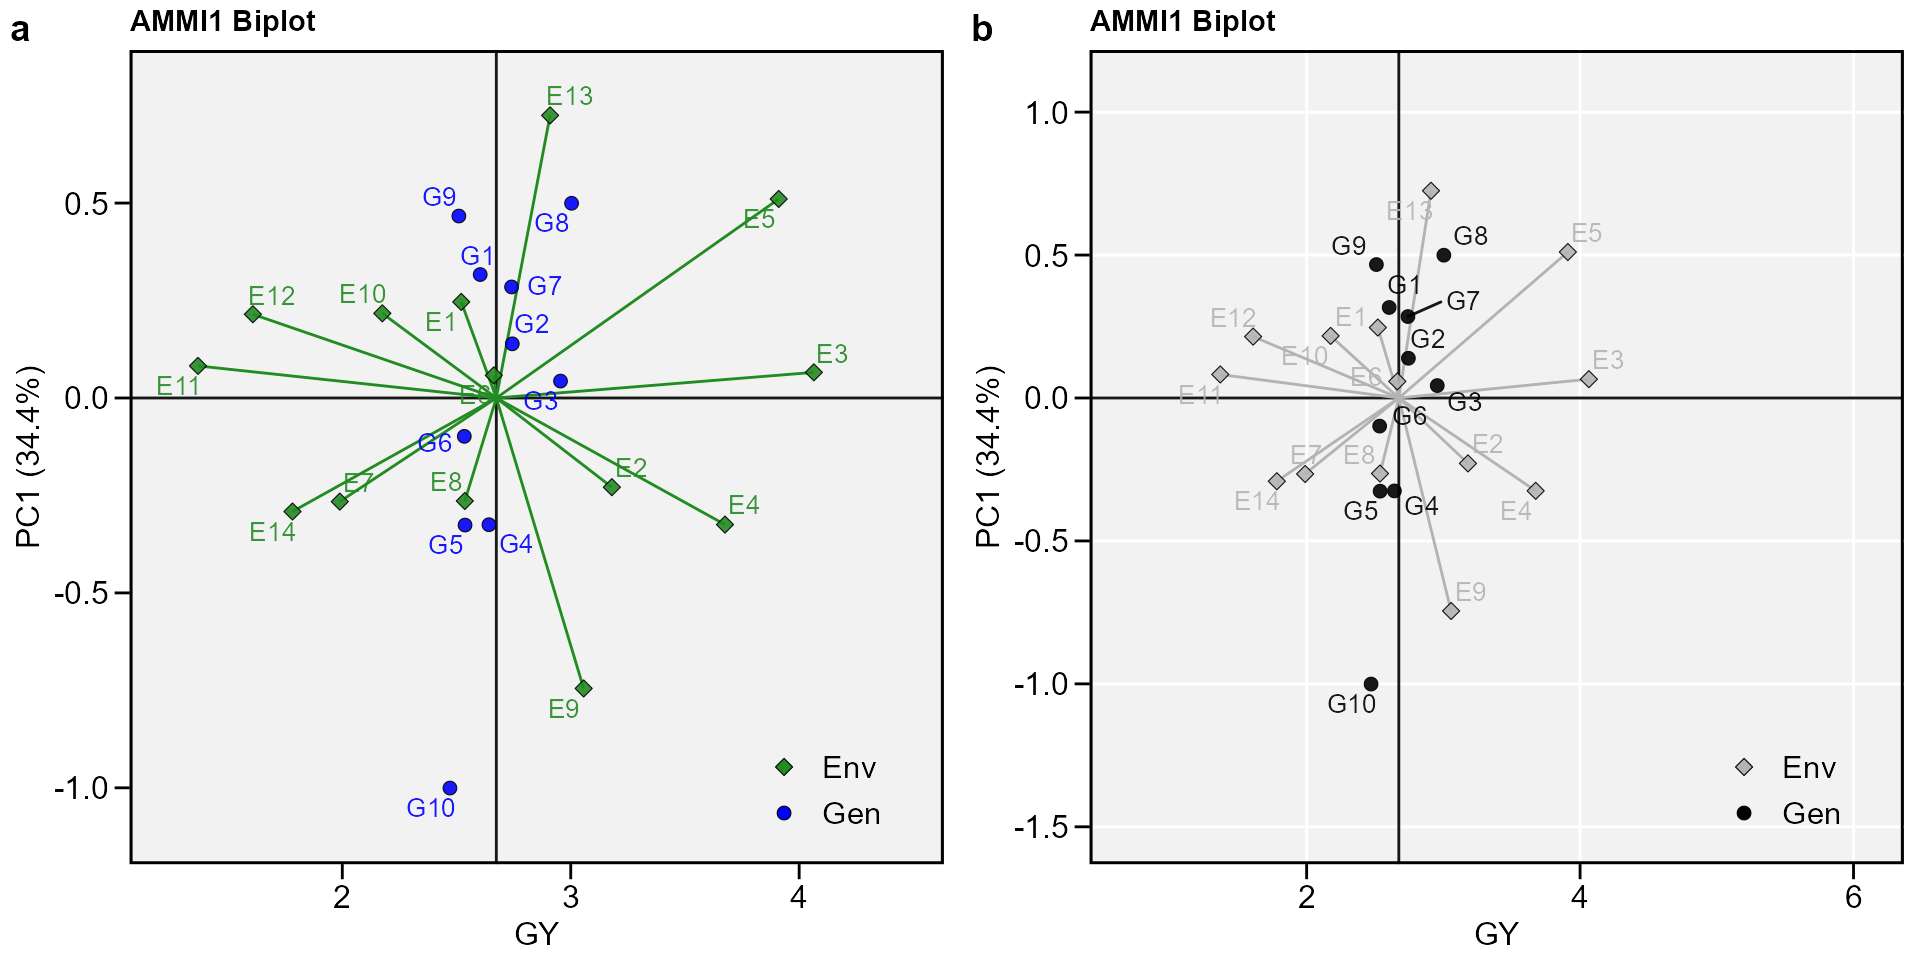 a
AMMI1 Biplot
PC1 (34.4%)
0.5
0.0
-0.5
-1.0
E13
G9
G8
E5
G1
G7
E12
E10
E1
G2
E3
E11
E6
G3
G6
E7
E8
E2
E14
G5
G4
E4
E9
G10
Env
Gen
2
3
4
GY
b
AMMI1 Biplot
PC1 (34.4%)
1.0
0.5
0.0
-0.5
-1.0
-1.5
E13
G9
G8
E5
G1
G7
E12
E1
G2
E10
E3
E6
E11
G3
G6
E7
E8
E2
E14
G5
G4
E4
E9
G10
Env
Gen
2
4
6
GY